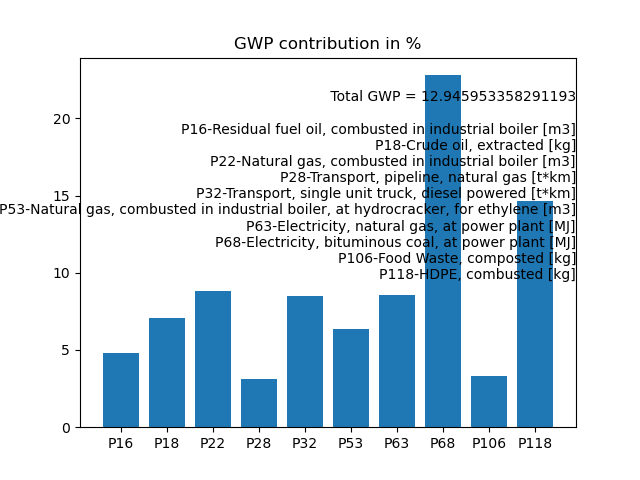 GWP contribution in %
Total GWP = 12.945953358291193
P16-Residual fuel oil, combusted in industrial boiler [m3]
P18-Crude oil, extracted [kg]
P22-Natural gas, combusted in industrial boiler [m3]
P28-Transport, pipeline, natural gas [t*km]
P32-Transport, single unit truck, diesel powered [t*km]
P53-Natural gas, combusted in industrial boiler, at hydrocracker, for ethylene [m3]
P63-Electricity, natural gas, at power plant [MJ]
P68-Electricity, bituminous coal, at power plant [MJ]
P106-Food Waste, composted [kg]
P118-HDPE, combusted [kg]
20
15
10
5
0
P16 P18 P22 P28 P32 P53 P63 P68 P106 P118